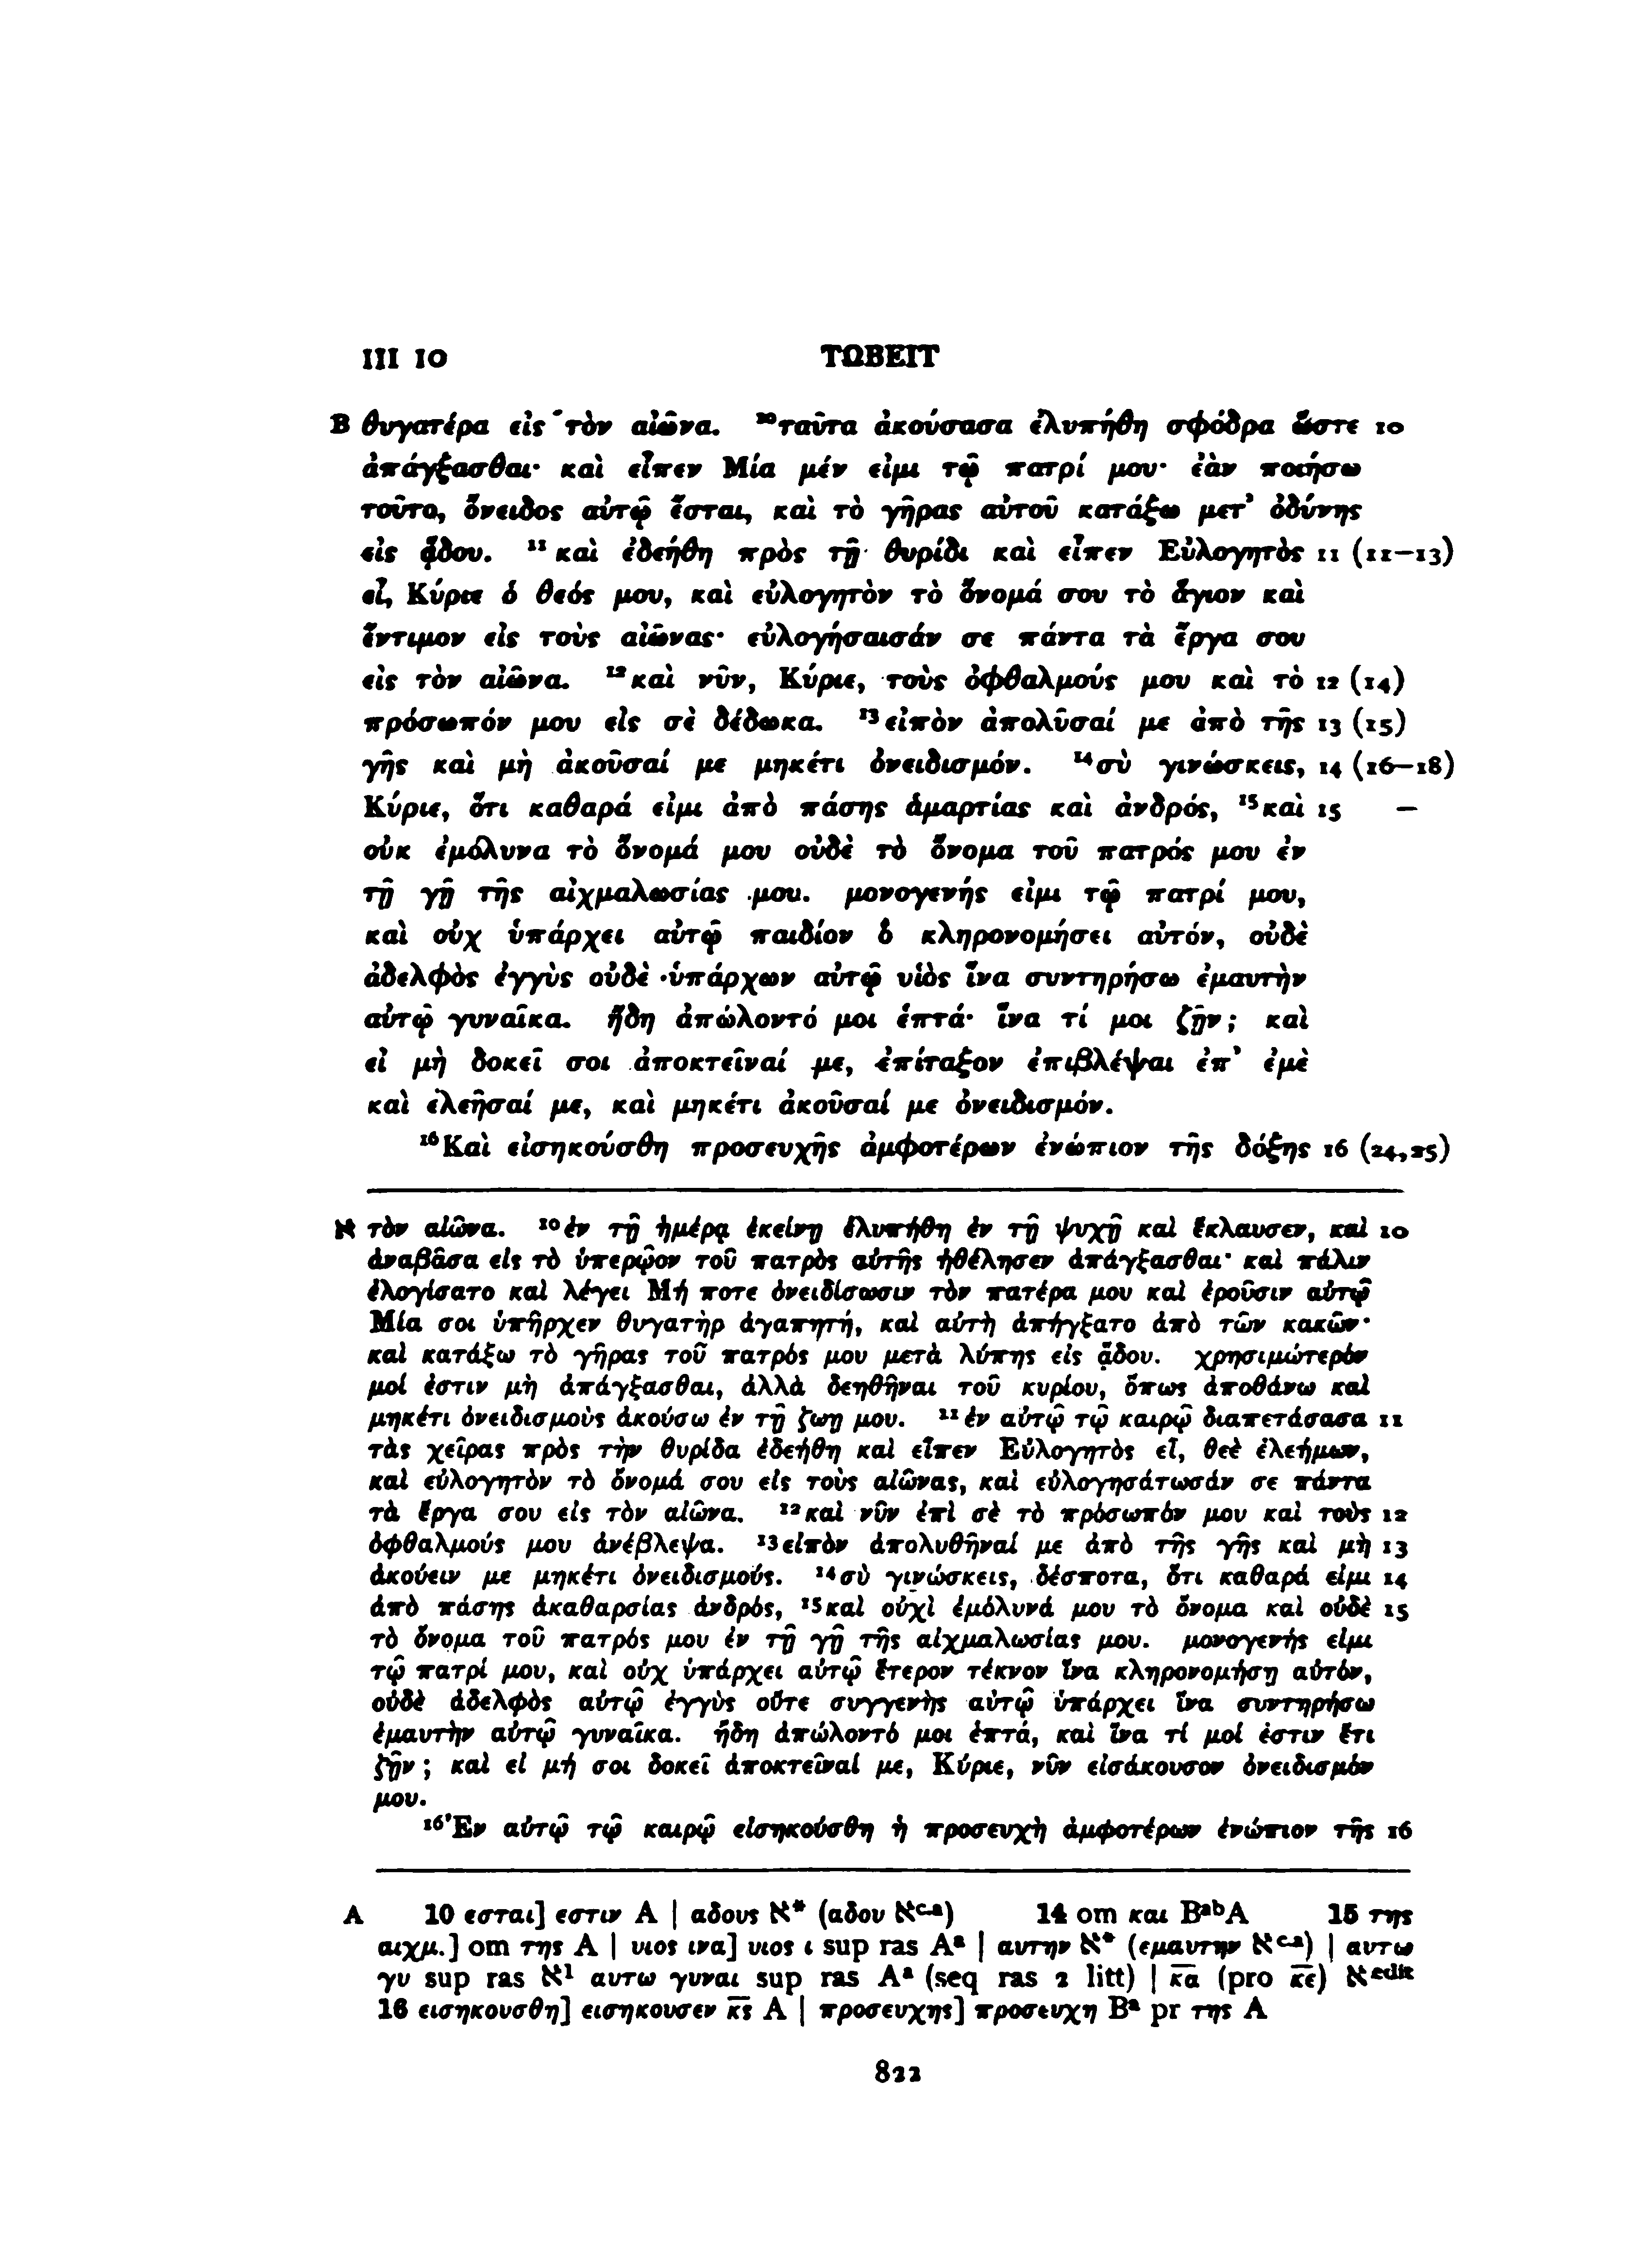 III 10 ΤΩΒΕΙΤ
B θυγατέρα εἰς τὸν αἰῶνα. ¹⁰ταῦτα ἀκούσασα ἐλυπήθη σφόδρα ὥστε 10
ἀπάγξασθαι· καὶ εἶπεν Μία μέν εἰμι τῷ πατρί μου· ἐὰν ποιήσω
τοῦτο, ὄνειδος αὐτῷ ἔσται, καὶ τὸ γῆρας αὐτοῦ κατάξω μετ’ ὀδύνης
εἰς ᾅδου. ¹¹καὶ ἐδεήθη πρὸς τῇ θυρίδι καὶ εἶπεν Εὐλογητὸς 11 (11—13)
εἶ, Κύριε ὁ θεός μου, καὶ εὐλογητὸν τὸ ὄνομά σου τὸ ἅγιον καὶ
ἔντιμον εἰς τοὺς αἰῶνας· εὐλογήσαισάν σε πάντα τὰ ἔργα σου
εἰς τὸν αἰῶνα. ¹²καὶ νῦν, Κύριε, τοὺς ὀφθαλμούς μου καὶ τὸ 12 (14)
πρόσωπόν μου εἰς σὲ δέδωκα. ¹³εἰπὸν ἀπολῦσαί με ἀπὸ τῆς 13 (15)
γῆς καὶ μὴ ἀκοῦσαί με μηκέτι ὀνειδισμόν. ¹⁴σὺ γινώσκεις, 14 (16—18)
Κύριε, ὅτι καθαρά εἰμι ἀπὸ πάσης ἁμαρτίας καὶ ἀνδρός, ¹⁵καὶ 15 —
οὐκ ἐμόλυνα τὸ ὄνομά μου οὐδὲ τὸ ὄνομα τοῦ πατρός μου ἐν
τῇ γῇ τῆς αἰχμαλωσίας μου. μονογενής εἰμι τῷ πατρί μου,
καὶ οὐχ ὑπάρχει αὐτῷ παιδίον ὃ κληρονομήσει αὐτόν, οὐδὲ
ἀδελφὸς ἐγγὺς οὐδὲ ὑπάρχων αὐτῷ υἱὸς ἵνα συντηρήσω ἐμαυτὴν
αὐτῷ γυναῖκα. ἤδη ἀπώλοντό μοι ἑπτά· ἵνα τί μοι ζῇν; καὶ
εἰ μὴ δοκεῖ σοι ἀποκτεῖναί με, ἐπίταξον ἐπιβλέψαι ἐπ’ ἐμὲ
καὶ ἐλεῆσαί με, καὶ μηκέτι ἀκοῦσαί με ὀνειδισμόν.
¹⁶Καὶ εἰσηκούσθη προσευχῆς ἀμφοτέρων ἐνώπιον τῆς δόξης 16 (24, 25)
א τὸν αἰῶνα. ¹⁰ἐν τῇ ἡμέρᾳ ἐκείνῃ ἐλυπήθη ἐν τῇ ψυχῇ καὶ ἔκλαυσεν, καὶ 10
ἀναβᾶσα εἰς τὸ ὑπερῷον τοῦ πατρὸς αὐτῆς ἠθέλησεν ἀπάγξασθαι· καὶ πάλιν
ἐλογίσατο καὶ λέγει Μή ποτε ὀνειδίσωσιν τὸν πατέρα μου καὶ ἐροῦσιν αὐτῷ
Μία σοι ὑπῆρχεν θυγατὴρ ἀγαπητή, καὶ αὐτὴ ἀπήγξατο ἀπὸ τῶν κακῶν·
καὶ κατάξω τὸ γῆρας τοῦ πατρός μου μετὰ λύπης εἰς ᾅδου. χρησιμώτερόν
μοί ἐστιν μὴ ἀπάγξασθαι, ἀλλὰ δεηθῆναι τοῦ κυρίου, ὅπως ἀποθάνω καὶ
μηκέτι ὀνειδισμοὺς ἀκούσω ἐν τῇ ζωῇ μου. ¹¹ἐν αὐτῷ τῷ καιρῷ διαπετάσασα 11
τὰς χεῖρας πρὸς τὴν θυρίδα ἐδεήθη καὶ εἶπεν Εὐλογητὸς εἶ, θεὲ ἐλεήμων,
καὶ εὐλογητὸν τὸ ὄνομά σου εἰς τοὺς αἰῶνας, καὶ εὐλογησάτωσάν σε πάντα
τὰ ἔργα σου εἰς τὸν αἰῶνα. ¹²καὶ νῦν ἐπὶ σὲ τὸ πρόσωπόν μου καὶ τοὺς 12
ὀφθαλμούς μου ἀνέβλεψα. ¹³εἰπὸν ἀπολυθῆναί με ἀπὸ τῆς γῆς καὶ μὴ 13
ἀκούειν με μηκέτι ὀνειδισμούς. ¹⁴σὺ γινώσκεις, δέσποτα, ὅτι καθαρά εἰμι 14
ἀπὸ πάσης ἀκαθαρσίας ἀνδρός, ¹⁵καὶ οὐχὶ ἐμόλυνά μου τὸ ὄνομα καὶ οὐδὲ 15
τὸ ὄνομα τοῦ πατρός μου ἐν τῇ γῇ τῆς αἰχμαλωσίας μου. μονογενής εἰμι
τῷ πατρί μου, καὶ οὐχ ὑπάρχει αὐτῷ ἕτερον τέκνον ἵνα κληρονομήσῃ αὐτόν,
οὐδὲ ἀδελφὸς αὐτῷ ἐγγὺς οὔτε συγγενὴς αὐτῷ ὑπάρχει ἵνα συντηρήσω
ἐμαυτὴν αὐτῷ γυναῖκα. ἤδη ἀπώλοντό μοι ἑπτά, καὶ ἵνα τί μοί ἐστιν ἔτι
ζῇν; καὶ εἰ μή σοι δοκεῖ ἀποκτεῖναί με, Κύριε, νῦν εἰσάκουσον ὀνειδισμόν
μου.
¹⁶Ἐν αὐτῷ τῷ καιρῷ εἰσηκούσθη ἡ προσευχὴ ἀμφοτέρων ἐνώπιον τῆς 16
A 10 εσται] εστιν A | αδους א* (αδου אᶜ·ᵃ) 14 om και BᵃᵇA 15 της
αιχμ.] om της A | υιος ινα] υιος ι sup ras Aᵃ | αυτην א* (εμαυτην אᶜ·ᵃ) | αυτω
γυ sup ras א¹ αυτω γυναι sup ras Aᵃ (seq ras 2 litt) | κ̅α̅ (pro κ̅ε̅) אᵉᵈⁱᵗ
16 εισηκουσθη] εισηκουσεν κ̅ς̅ A | προσευχης] προσευχη Bᵃ pr της A
822